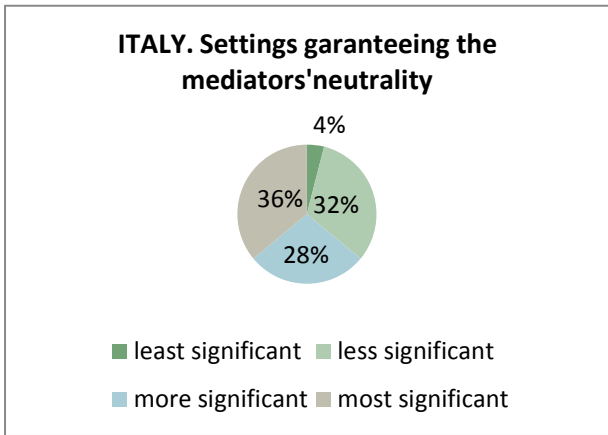 ITALY. Settings garanteeing the
mediators'neutrality
4%
36%
32%
28%
least significant
less significant
more significant
most significant